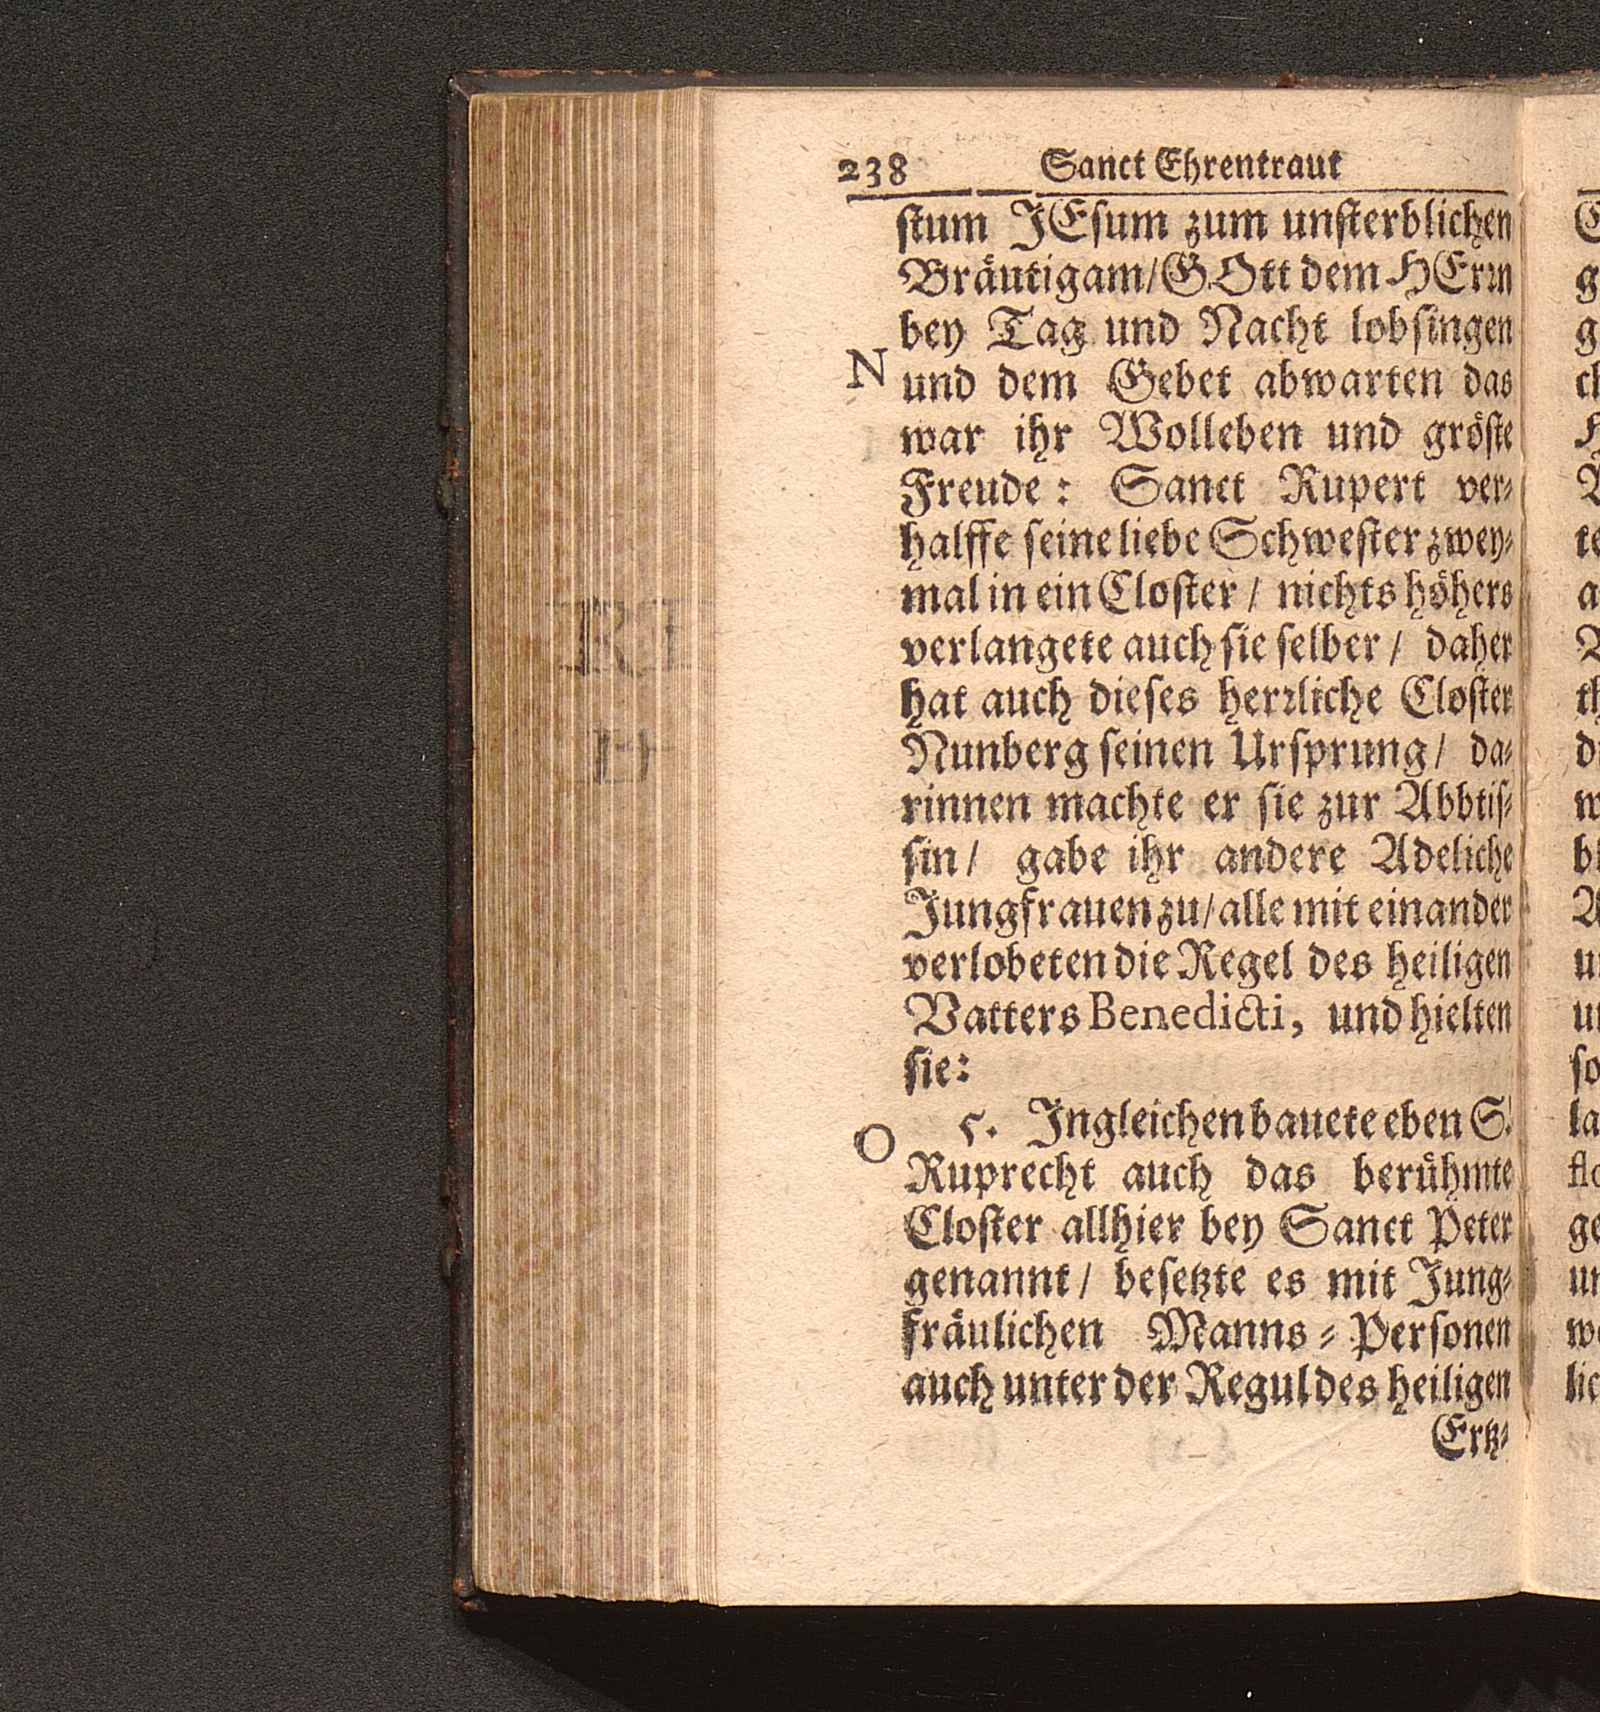 238 Sanct Ehrentraut
ſtum JEſum zum unſterblichen
Bräutigam/GOtt dem HErꝛn
bey Tag und Nacht lobſingen
N und dem Gebet abwarten das
war ihr Wolleben und gröſte
Freude: Sanct Rupert ver⸗
halffe ſeine liebe Schweſter zwey⸗
mal in ein Cloſter / nichts höhers
verlangete auch ſie ſelber / daher
hat auch dieſes herꝛliche Cloſter
Nunberg ſeinen Urſprung / da⸗
rinnen machte er ſie zur Abbtiſ⸗
ſin / gabe ihr andere Adeliche
Jungfrauen zu/alle mit einander
verlobeten die Regel des heiligen
Vatters Benedicti, und hielten
ſie:
O 5. Ingleichen bauete eben S.
Ruprecht auch das berühmte
Cloſter allhier bey Sanct Peter
genannt / beſetzte es mit Jung⸗
fräulichen Manns⸗Perſonen
auch unter der Regul des heiligen
Ertz⸗